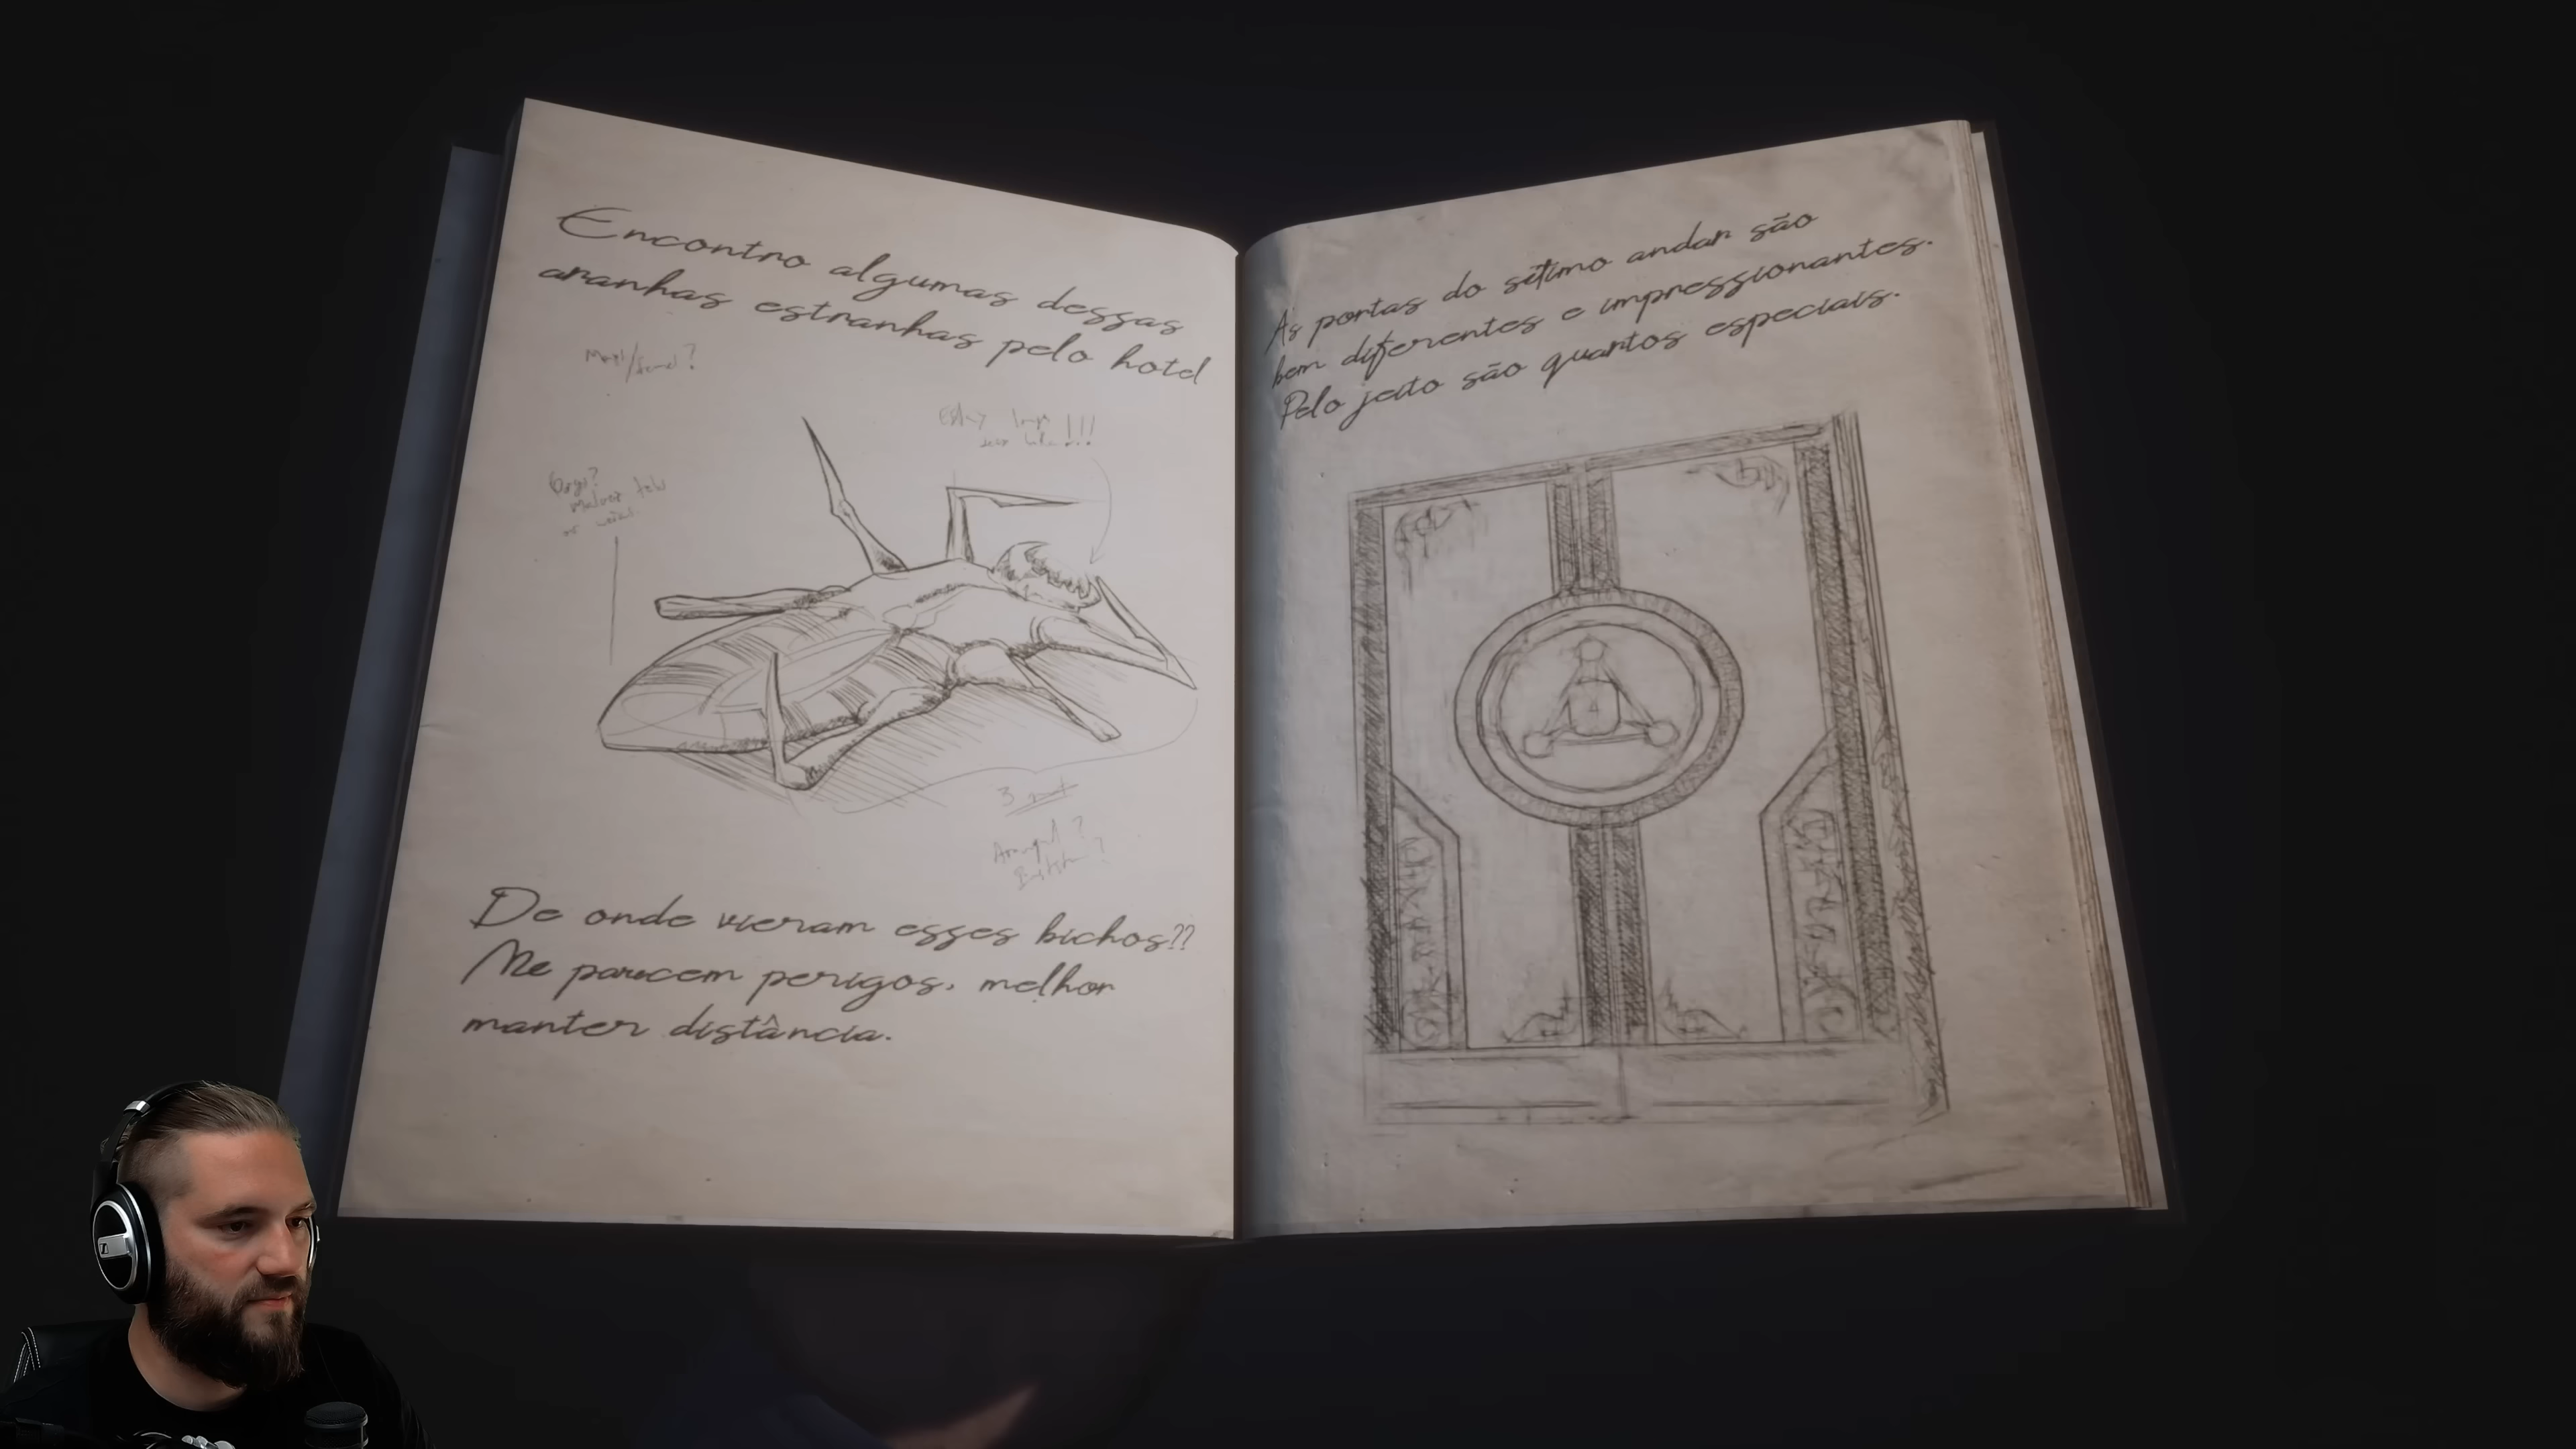 Encontro algumas dessas
aranhas estranhas pelo hotel
3
De onde vieram esses bichos??
Me parecem perigos, melhor
manter distância.
As portas do sétimo andar são
bem diferentes e impressionantes.
Pelo jeito são quartos especiais.